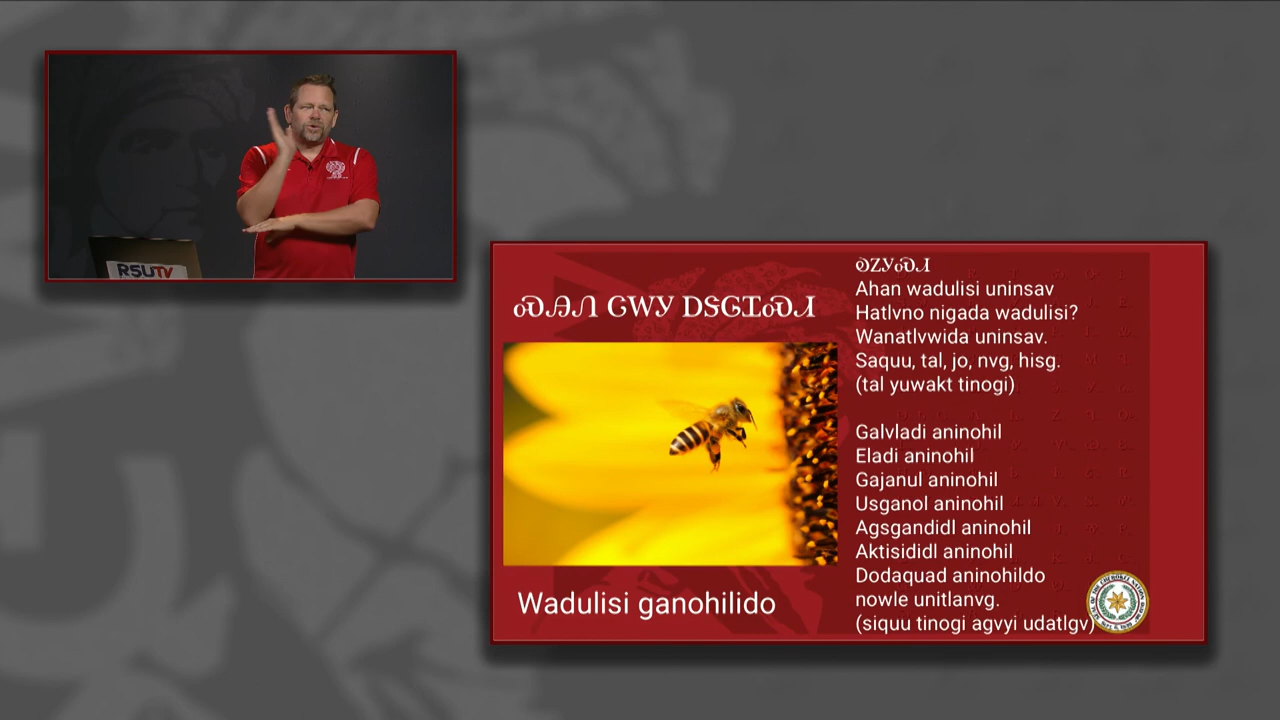 RSUTV
ᏍᎯᏁ ᏣᎳᎩ ᎠᏕᎶᏆᏍᏗ
Wadulisi ganohilido
ᎧᏃᎩᏍᏗ
Ahan wadulisi uninsav
Hatlvno nigada wadulisi?
Wanatlvwida uninsav.
Saquu, tal, jo, nvg, hisg.
(tal yuwakt tinogi)
Galvladi aninohil
Eladi aninohil
Gajanul aninohil
Usganol aninohil
Agsgandidl aninohil
Aktisididl aninohil
Dodaquad aninohildo
nowle unitlanvg.
(siquu tinogi agvyi udatlgv)